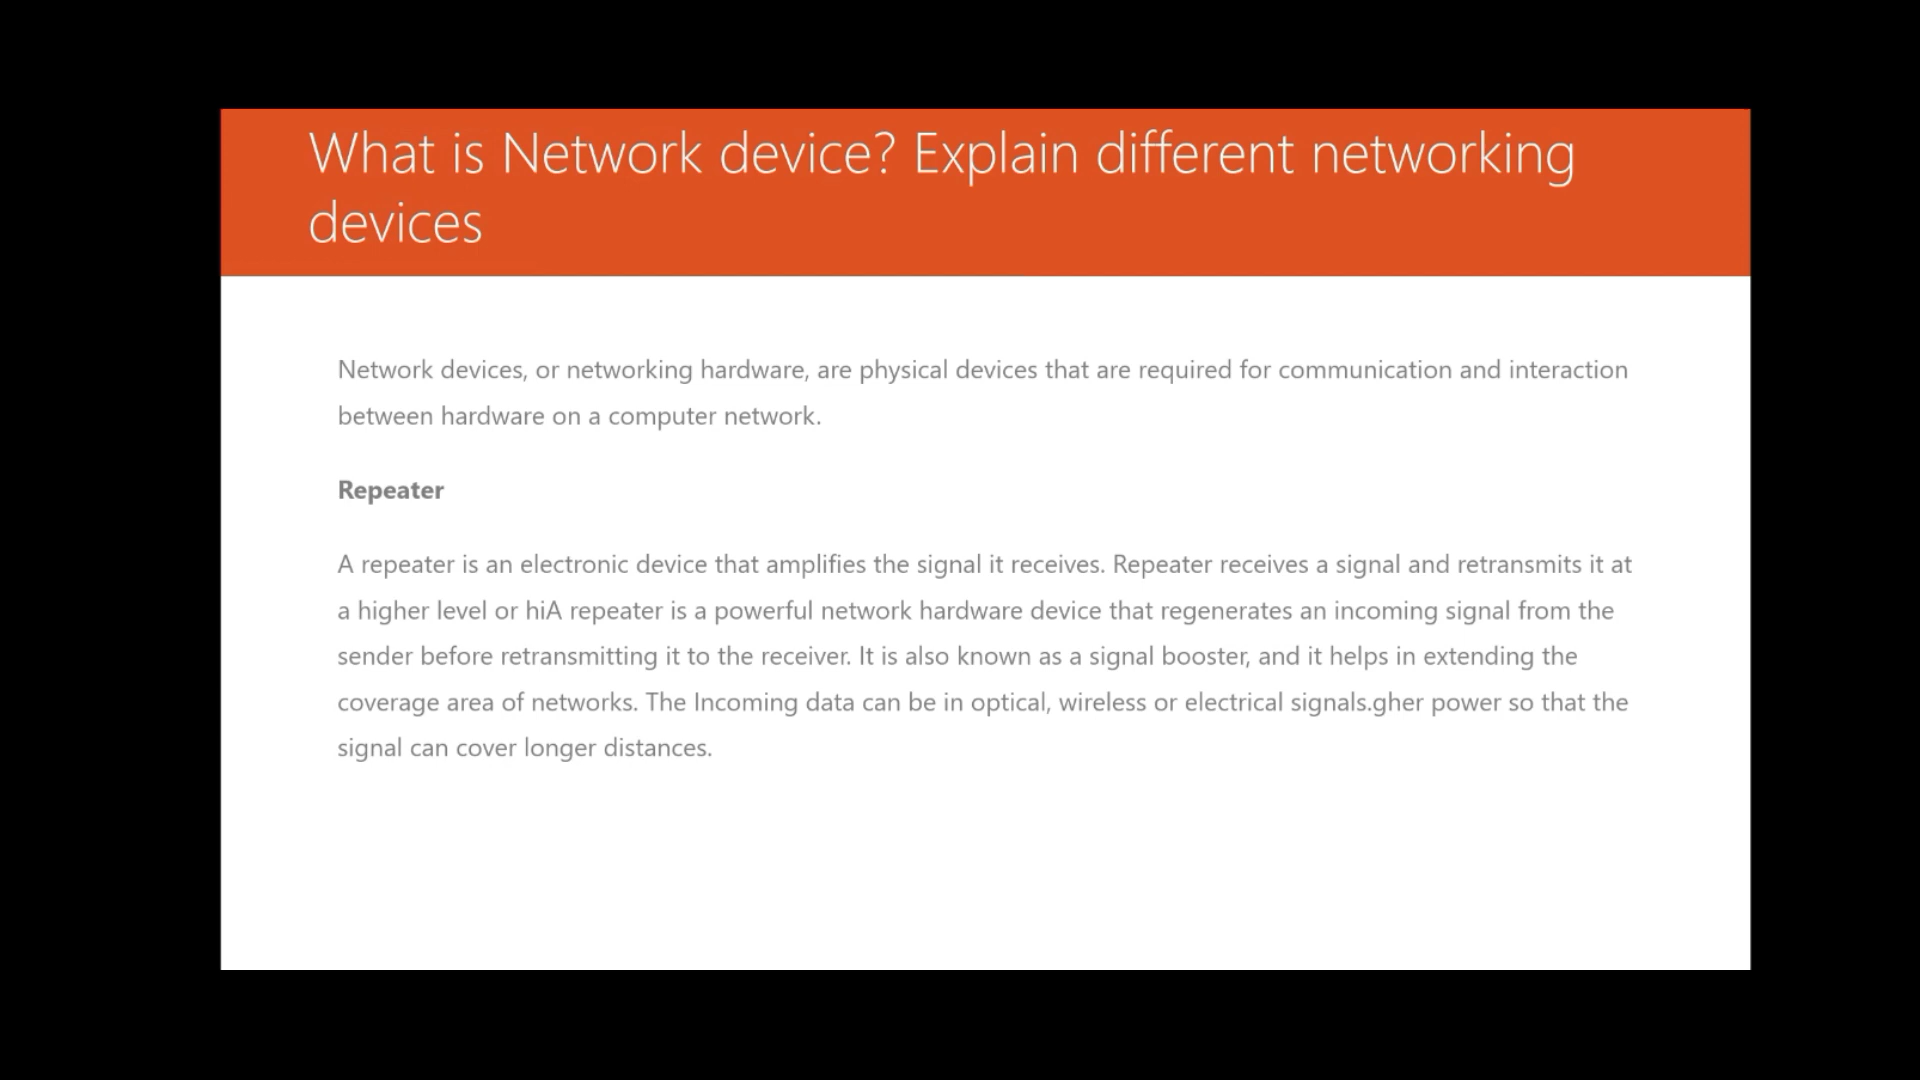 What is Network device? Explain different networking
devices
Network devices, or networking hardware, are physical devices that are required for communication and interaction
between hardware on a computer network.
Repeater
A repeater is an electronic device that amplifies the signal it receives. Repeater receives a signal and retransmits it at
a higher level or hiA repeater is a powerful network hardware device that regenerates an incoming signal from the
sender before retransmitting it to the receiver. It is also known as a signal booster, and it helps in extending the
coverage area of networks. The Incoming data can be in optical, wireless or electrical signals.gher power so that the
signal can cover longer distances.